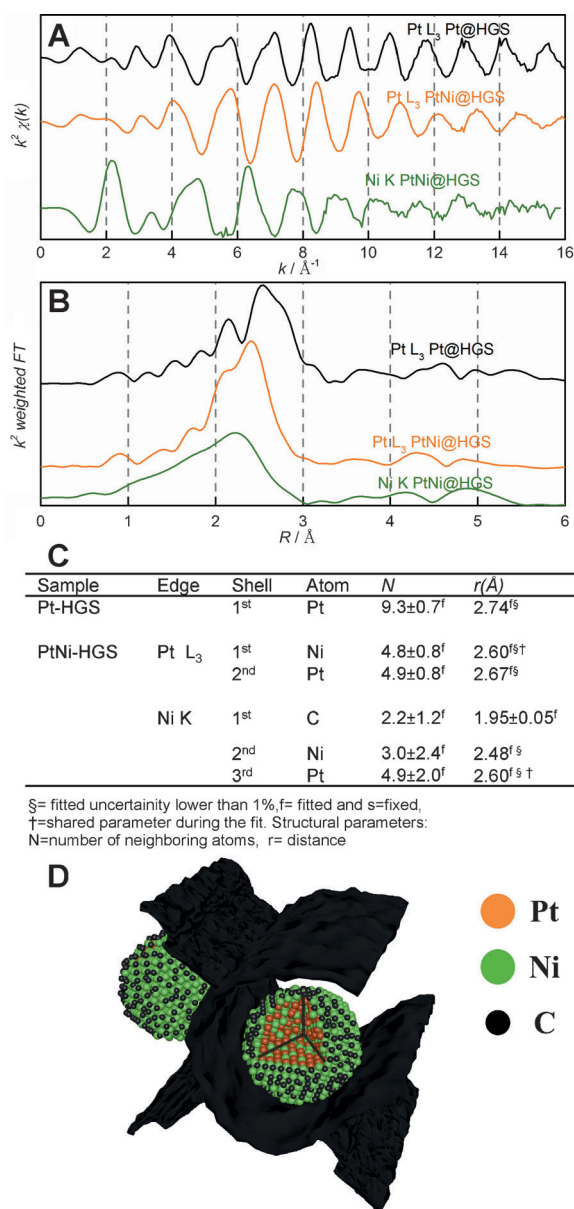 A
Pt L₃ Pt@HGS
Pt L₃ PtNi@HGS
Ni K PtNi@HGS
k² χ(k)
0 2 4 6 8 10 12 14 16
k / Å⁻¹
B
Pt L₃ Pt@HGS
Pt L₃ PtNi@HGS
Ni K PtNi@HGS
k² weighted FT
0 1 2 3 4 5 6
R / Å
C
Sample Edge Shell Atom N r(Å)
Pt-HGS 1st Pt 9.3±0.7ᶠ 2.74ᶠ§
PtNi-HGS Pt L₃ 1st Ni 4.8±0.8ᶠ 2.60ᶠ§†
2nd Pt 4.9±0.8ᶠ 2.67ᶠ§
Ni K 1st C 2.2±1.2ᶠ 1.95±0.05ᶠ
2nd Ni 3.0±2.4ᶠ 2.48ᶠ §
3rd Pt 4.9±2.0ᶠ 2.60ᶠ § †
§= fitted uncertainity lower than 1%,f= fitted and s=fixed,
†=shared parameter during the fit. Structural parameters:
N=number of neighboring atoms, r= distance
D
Pt
Ni
C